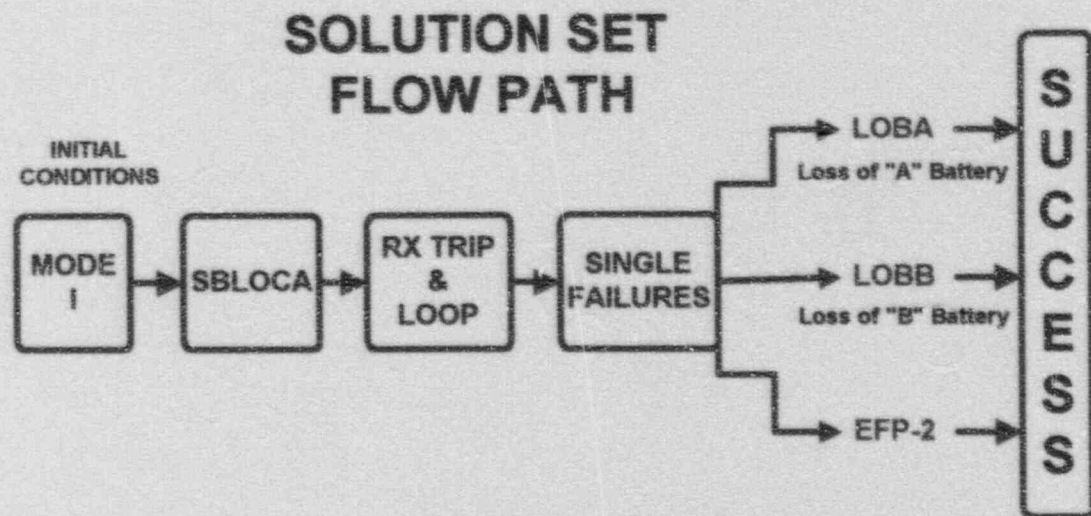 SOLUTION SET
FLOW PATH
INITIAL
CONDITIONS
MODE
I
SBLOCA
RX TRIP
&
LOOP
SINGLE
FAILURES
LOBA
Loss of "A" Battery
LOBB
Loss of "B" Battery
EFP-2
SUCCESS